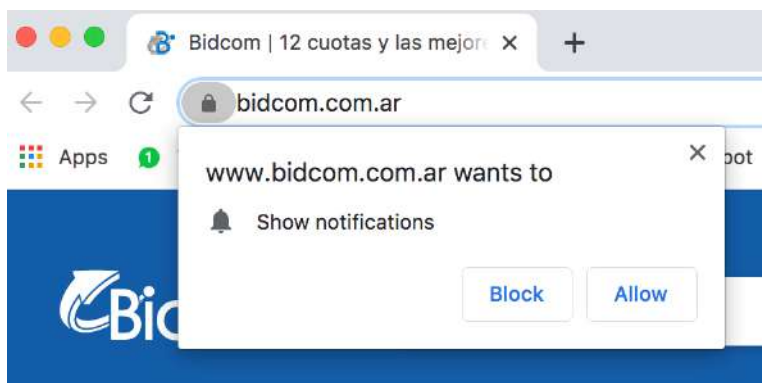 Bidcom | 12 cuotas y las mejor
bidcom.com.ar
Apps
1
www.bidcom.com.ar wants to
Show notifications
Block
Allow
Bid